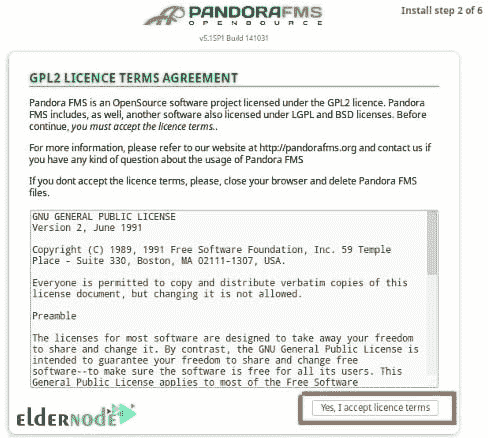 PANDORAFMS
OPENSOURCE
Install step 2 of 6
v5.1SP1 Build 141031
GPL2 LICENCE TERMS AGREEMENT
Pandora FMS is an OpenSource software project licensed under the GPL2 licence. Pandora
FMS includes, as well, another software also licensed under LGPL and BSD licenses. Before
continue, you must accept the licence terms..
For more information, please refer to our website at http://pandorafms.org and contact us if
you have any kind of question about the usage of Pandora FMS
If you dont accept the licence terms, please, close your browser and delete Pandora FMS
files.
GNU GENERAL PUBLIC LICENSE
Version 2, June 1991
Copyright (C) 1989, 1991 Free Software Foundation, Inc. 59 Temple
Place - Suite 330, Boston, MA 02111-1307, USA.
Everyone is permitted to copy and distribute verbatim copies of this
license document, but changing it is not allowed.
Preamble
The licenses for most software are designed to take away your freedom
to share and change it. By contrast, the GNU General Public License is
intended to guarantee your freedom to share and change free
software--to make sure the software is free for all its users. This
General Public License applies to most of the Free Software
ELDERNODE
Yes, I accept licence terms